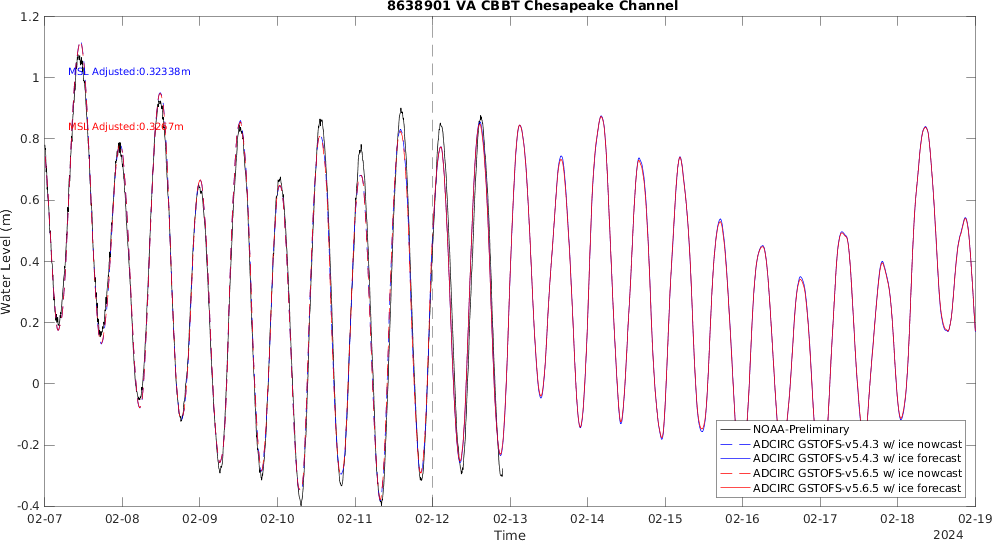 8638901 VA CBBT Chesapeake Channel
1.2
1
0.8
0.6
0.4
0.2
0
-0.2
-0.4
Water Level (m)
MSL Adjusted:0.32338m
MSL Adjusted:0.3267m
NOAA-Preliminary
ADCIRC GSTOFS-v5.4.3 w/ ice nowcast
ADCIRC GSTOFS-v5.4.3 w/ ice forecast
ADCIRC GSTOFS-v5.6.5 w/ ice nowcast
ADCIRC GSTOFS-v5.6.5 w/ ice forecast
02-07 02-08 02-09 02-10 02-11 02-12 02-13 02-14 02-15 02-16 02-17 02-18 02-19
Time
2024